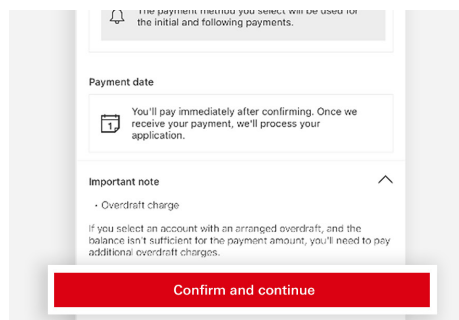 The payment method you select will be used for
the initial and following payments.
Payment date
1
You'll pay immediately after confirming. Once we
receive your payment, we'll process your
application.
Important note
• Overdraft charge
If you select an account with an arranged overdraft, and the
balance isn't sufficient for the payment amount, you'll need to pay
additional overdraft charges.
Confirm and continue